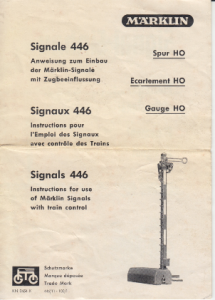 MÄRKLIN
Signale 446
Anweisung zum Einbau
der Märklin-Signale
mit Zugbeeinflussung
Spur HO
Ecartement HO
Gauge HO
Signaux 446
Instructions pour
l'Emploi des Signaux
avec contrôle des Trains
Signals 446
Instructions for use
of Märklin Signals
with train control
Schutzmarke
Marque déposée
Trade Mark